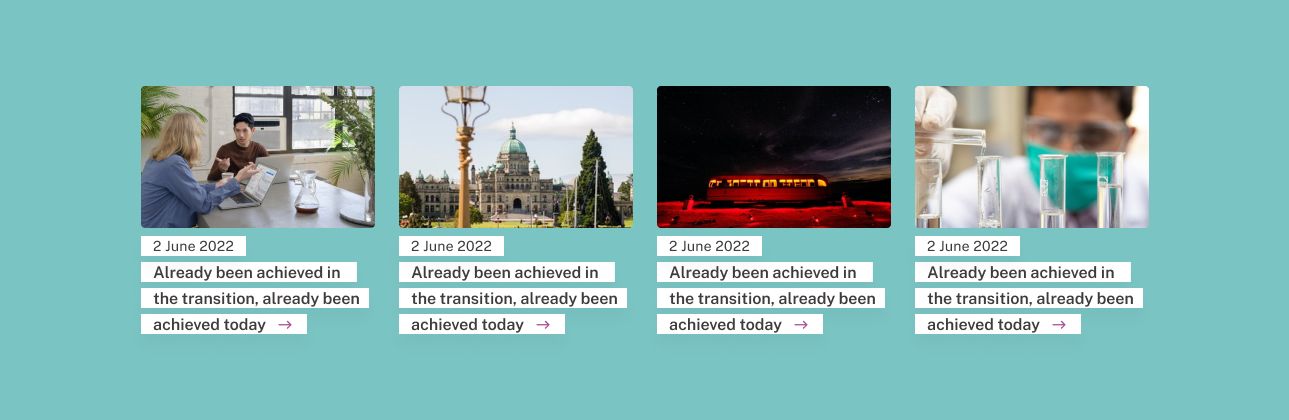 2 June 2022
Already been achieved in
the transition, already been
achieved today →
2 June 2022
Already been achieved in
the transition, already been
achieved today →
2 June 2022
Already been achieved in
the transition, already been
achieved today →
2 June 2022
Already been achieved in
the transition, already been
achieved today →